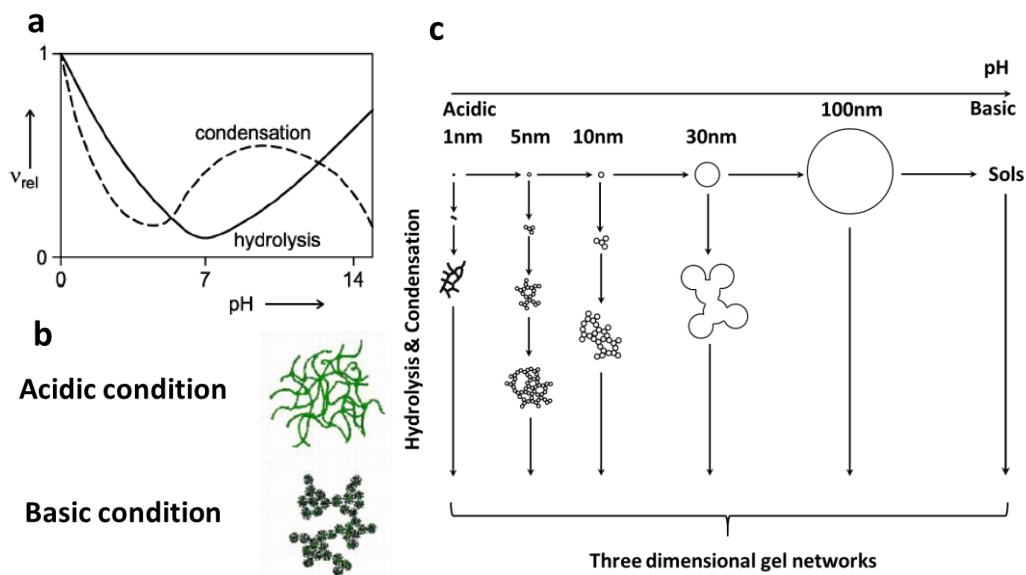 a
1
condensation
νrel
hydrolysis
0
0
7
14
pH
b
Acidic condition
Basic condition
c
pH
Acidic
100nm
Basic
1nm
5nm
10nm
30nm
Sols
Hydrolysis & Condensation
Three dimensional gel networks